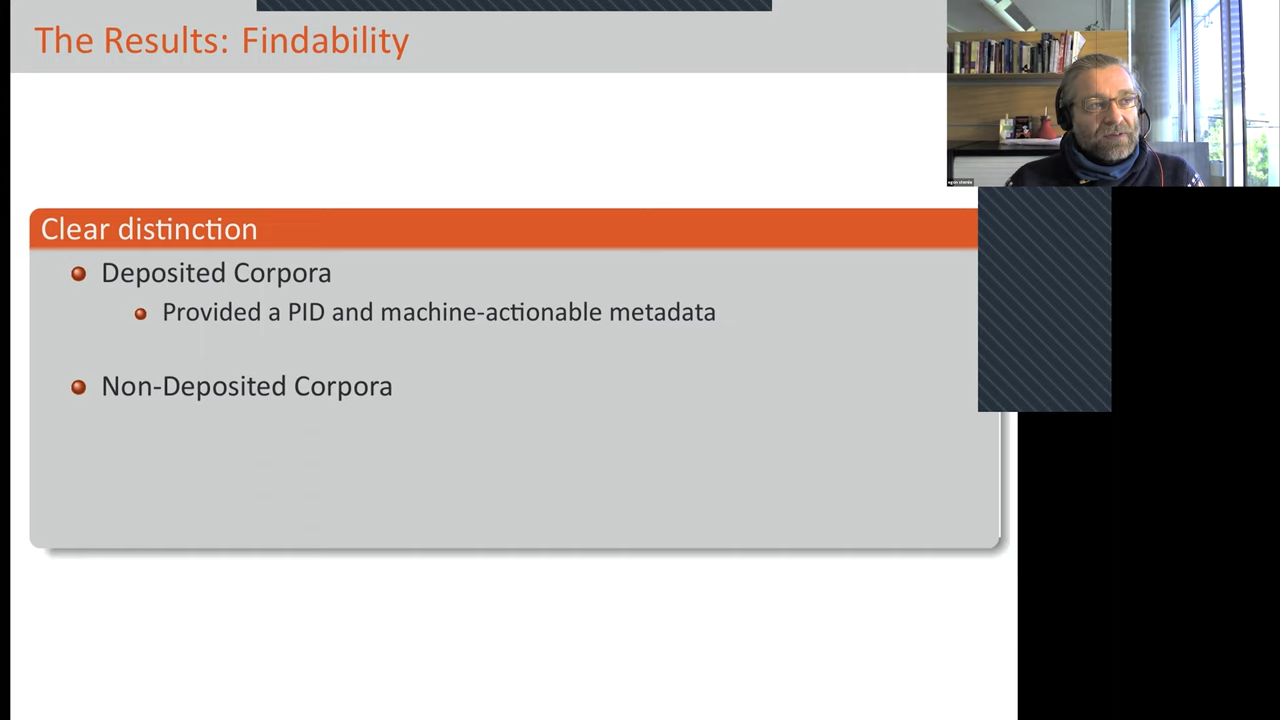 The Results: Findability
Clear distinction
Deposited Corpora
Provided a PID and machine-actionable metadata
Non-Deposited Corpora